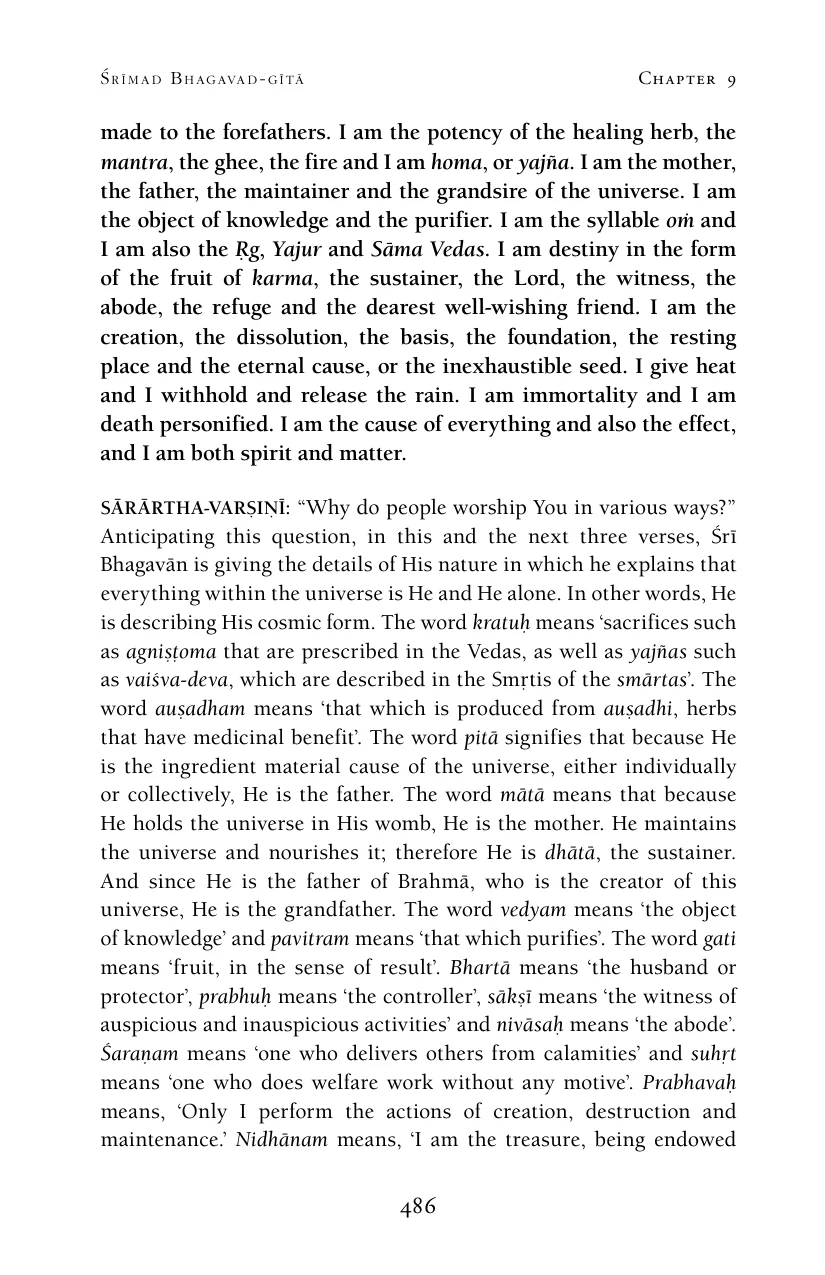 Śrīmad Bhagavad-gītā Chapter 9
made to the forefathers. I am the potency of the healing herb, the
mantra, the ghee, the fire and I am homa, or yajña. I am the mother,
the father, the maintainer and the grandsire of the universe. I am
the object of knowledge and the purifier. I am the syllable oṁ and
I am also the Ṛg, Yajur and Sāma Vedas. I am destiny in the form
of the fruit of karma, the sustainer, the Lord, the witness, the
abode, the refuge and the dearest well-wishing friend. I am the
creation, the dissolution, the basis, the foundation, the resting
place and the eternal cause, or the inexhaustible seed. I give heat
and I withhold and release the rain. I am immortality and I am
death personified. I am the cause of everything and also the effect,
and I am both spirit and matter.
SĀRĀRTHA-VARṢIṆĪ: “Why do people worship You in various ways?”
Anticipating this question, in this and the next three verses, Śrī
Bhagavān is giving the details of His nature in which he explains that
everything within the universe is He and He alone. In other words, He
is describing His cosmic form. The word kratuḥ means ‘sacrifices such
as agniṣṭoma that are prescribed in the Vedas, as well as yajñas such
as vaiśva-deva, which are described in the Smṛtis of the smārtas’. The
word auṣadham means ‘that which is produced from auṣadhi, herbs
that have medicinal benefit’. The word pitā signifies that because He
is the ingredient material cause of the universe, either individually
or collectively, He is the father. The word mātā means that because
He holds the universe in His womb, He is the mother. He maintains
the universe and nourishes it; therefore He is dhātā, the sustainer.
And since He is the father of Brahmā, who is the creator of this
universe, He is the grandfather. The word vedyam means ‘the object
of knowledge’ and pavitram means ‘that which purifies’. The word gati
means ‘fruit, in the sense of result’. Bhartā means ‘the husband or
protector’, prabhuḥ means ‘the controller’, sākṣī means ‘the witness of
auspicious and inauspicious activities’ and nivāsaḥ means ‘the abode’.
Śaraṇam means ‘one who delivers others from calamities’ and suhṛt
means ‘one who does welfare work without any motive’. Prabhavaḥ
means, ‘Only I perform the actions of creation, destruction and
maintenance.’ Nidhānam means, ‘I am the treasure, being endowed
486